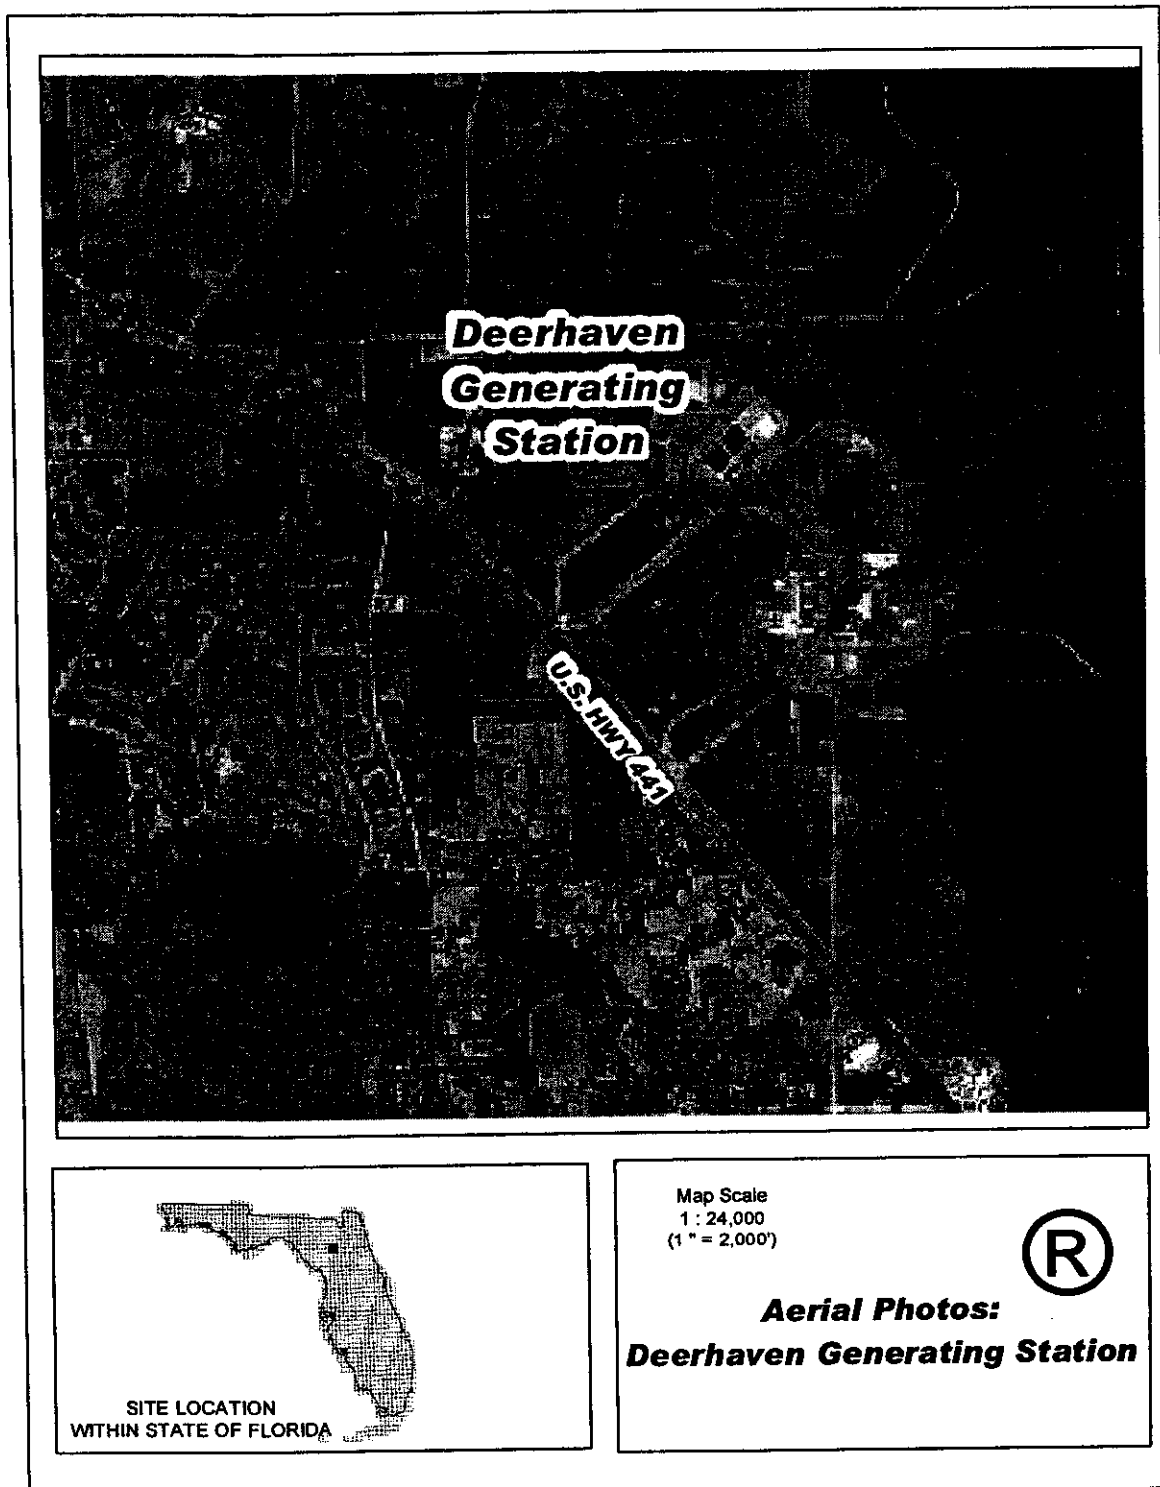 Deerhaven
Generating
Station
U.S. HWY 441
SITE LOCATION
WITHIN STATE OF FLORIDA
Map Scale
1 : 24,000
(1 " = 2,000')
R
Aerial Photos:
Deerhaven Generating Station